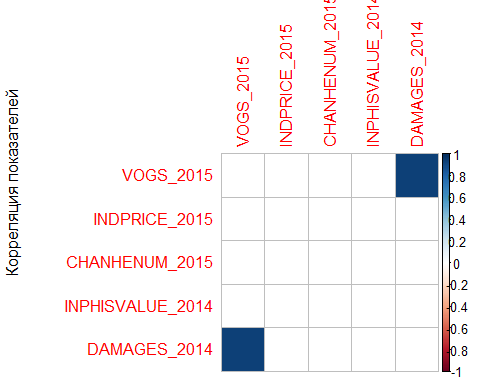 Корреляция показателей
VOGS_2015
INDPRICE_2015
CHANHENUM_2015
INPHISVALUE_2014
DAMAGES_2014
VOGS_2015
INDPRICE_2015
CHANHENUM_2015
INPHISVALUE_2014
DAMAGES_2014
1
0.8
0.6
0.4
0.2
0
-0.2
-0.4
-0.6
-0.8
-1